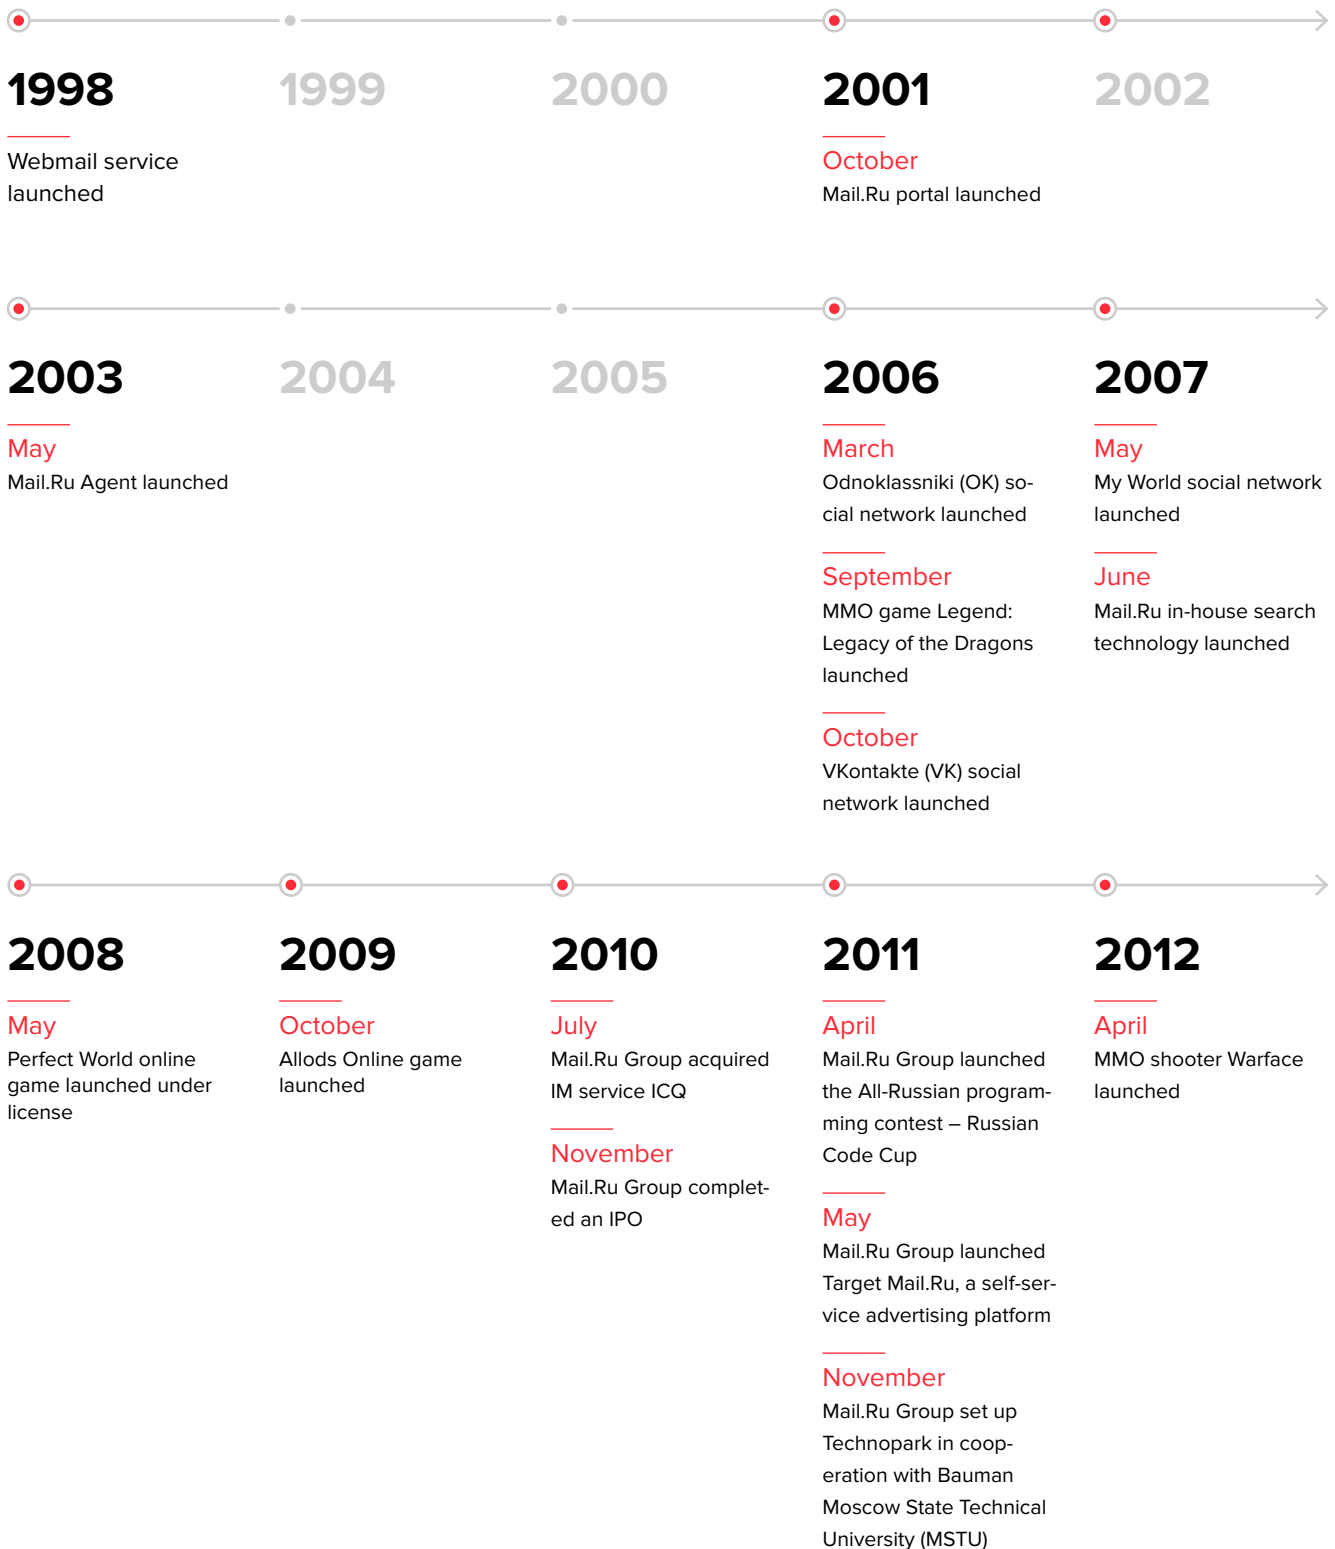 1998
Webmail service
launched
1999
2000
2001
October
Mail.Ru portal launched
2002
2003
May
Mail.Ru Agent launched
2004
2005
2006
March
Odnoklassniki (OK) so-
cial network launched
September
MMO game Legend:
Legacy of the Dragons
launched
October
VKontakte (VK) social
network launched
2007
May
My World social network
launched
June
Mail.Ru in-house search
technology launched
2008
May
Perfect World online
game launched under
license
2009
October
Allods Online game
launched
2010
July
Mail.Ru Group acquired
IM service ICQ
November
Mail.Ru Group complet-
ed an IPO
2011
April
Mail.Ru Group launched
the All-Russian program-
ming contest – Russian
Code Cup
May
Mail.Ru Group launched
Target Mail.Ru, a self-ser-
vice advertising platform
November
Mail.Ru Group set up
Technopark in coop-
eration with Bauman
Moscow State Technical
University (MSTU)
2012
April
MMO shooter Warface
launched